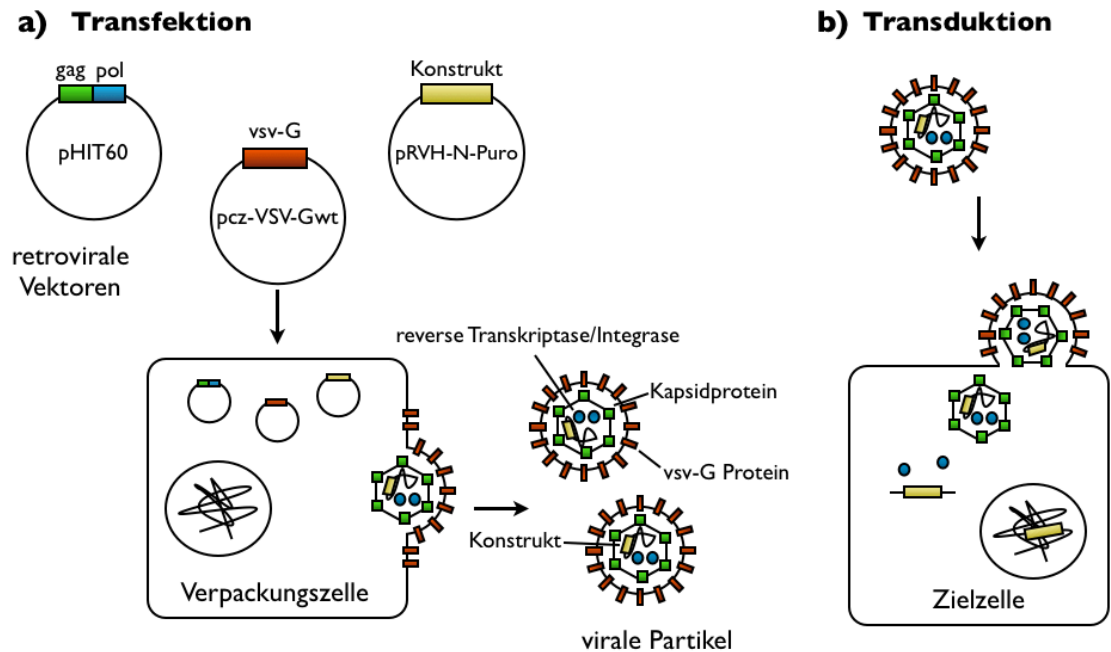 a) Transfektion
gag pol
pHIT60
vsv-G
pcz-VSV-Gwt
Konstrukt
pRVH-N-Puro
retrovirale
Vektoren
reverse Transkriptase/Integrase
Kapsidprotein
vsv-G Protein
Konstrukt
Verpackungszelle
virale Partikel
b) Transduktion
Zielzelle